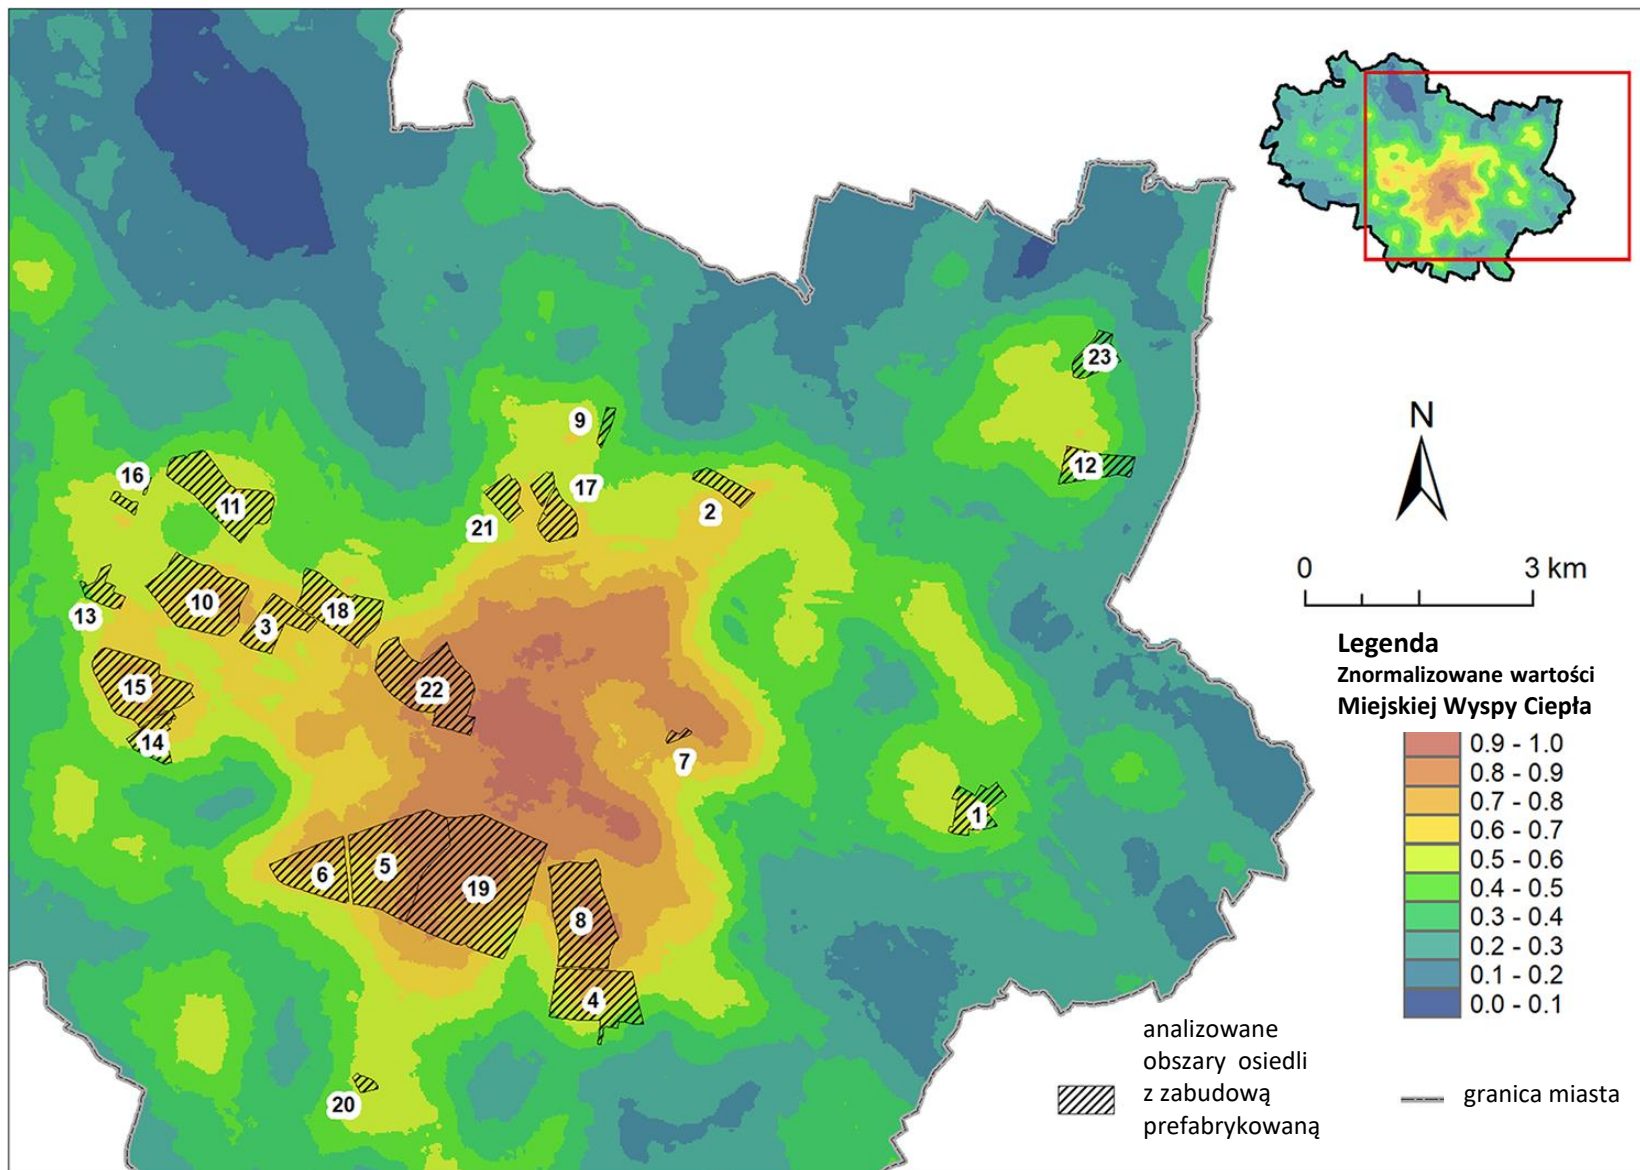 N
0 3 km
Legenda
Znormalizowane wartości
Miejskiej Wyspy Ciepła
0.9 - 1.0
0.8 - 0.9
0.7 - 0.8
0.6 - 0.7
0.5 - 0.6
0.4 - 0.5
0.3 - 0.4
0.2 - 0.3
0.1 - 0.2
0.0 - 0.1
analizowane
obszary osiedli
z zabudową
prefabrykowaną
granica miasta
23
9
12
16
17
11
2
21
10
13
18
3
15
22
14
7
1
6
5
19
8
4
20